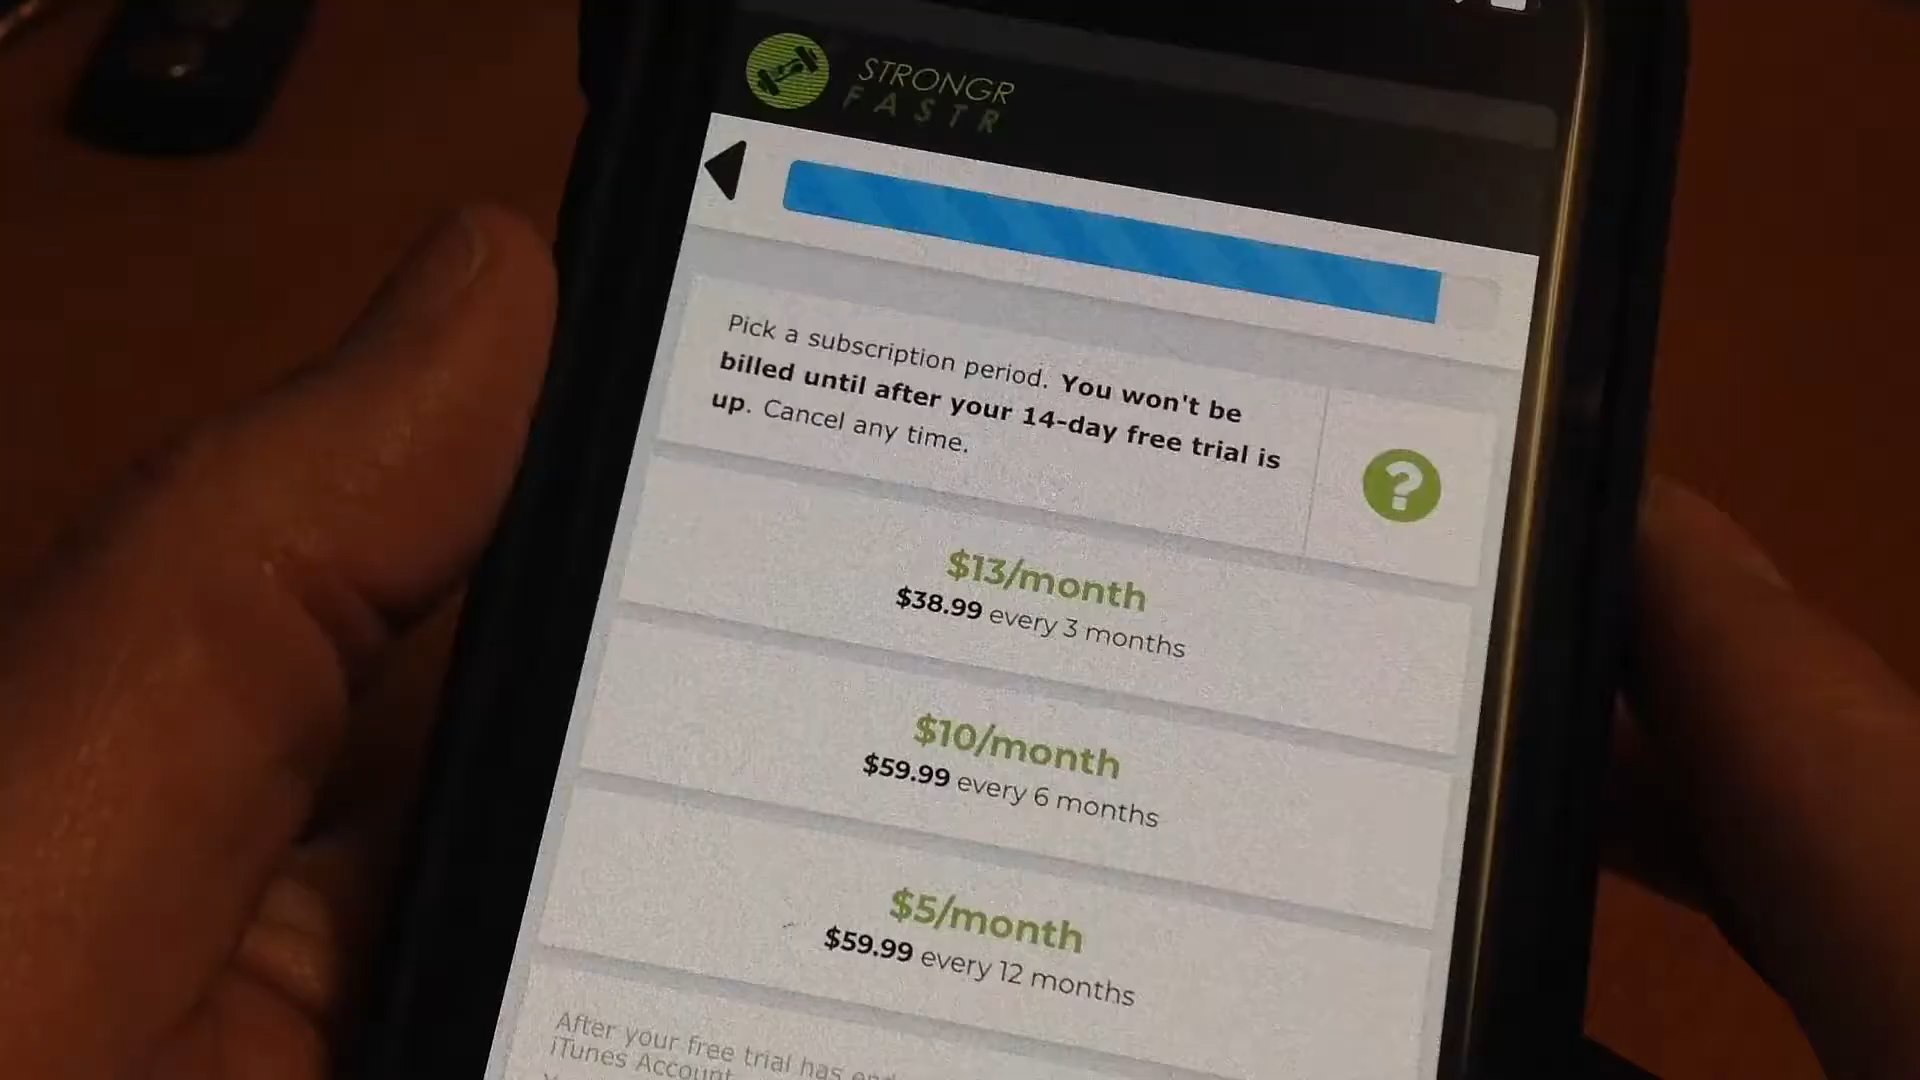 STRONGR
FASTR
Pick a subscription period. You won't be
billed until after your 14-day free trial is
up. Cancel any time.
?
$13/month
$38.99 every 3 months
$10/month
$59.99 every 6 months
$5/month
$59.99 every 12 months
After your free trial has
iTunes Account